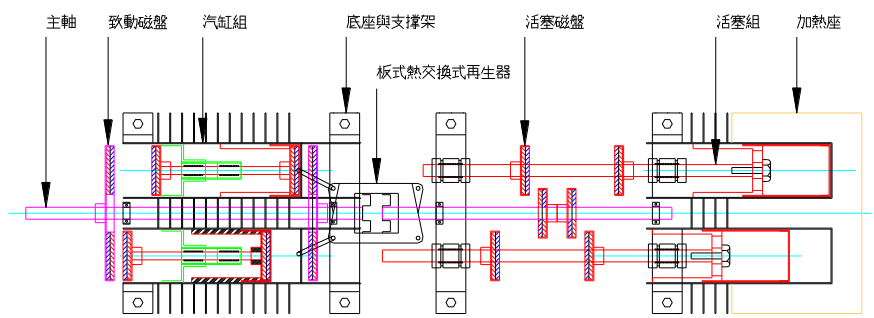 主軸
致動磁盤
汽缸組
底座與支撐架
活塞磁盤
活塞組
加熱座
板式熱交換式再生器